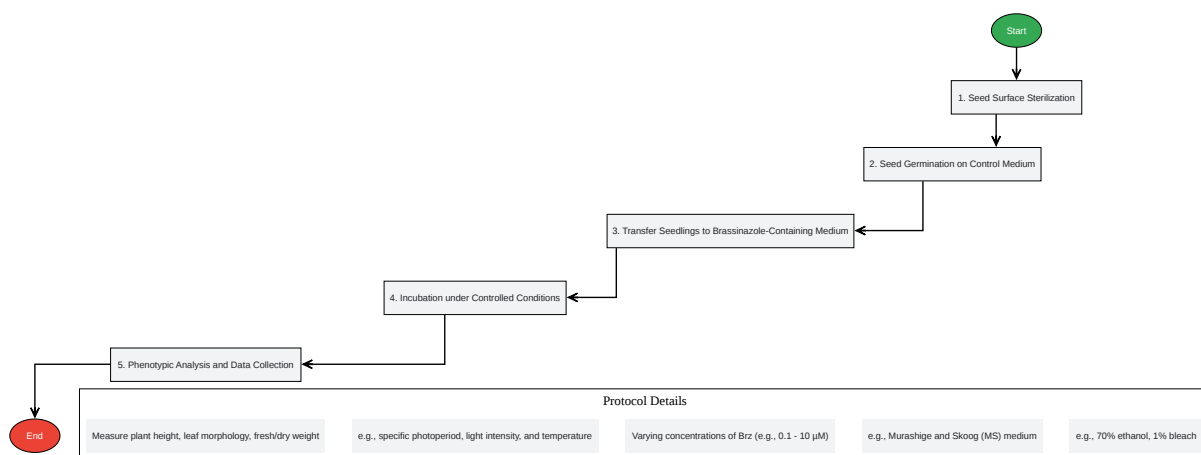 Start
1. Seed Surface Sterilization
2. Seed Germination on Control Medium
3. Transfer Seedlings to Brassinazole-Containing Medium
4. Incubation under Controlled Conditions
5. Phenotypic Analysis and Data Collection
End
Protocol Details
Measure plant height, leaf morphology, fresh/dry weight
e.g., specific photoperiod, light intensity, and temperature
Varying concentrations of Brz (e.g., 0.1 - 10 µM)
e.g., Murashige and Skoog (MS) medium
e.g., 70% ethanol, 1% bleach